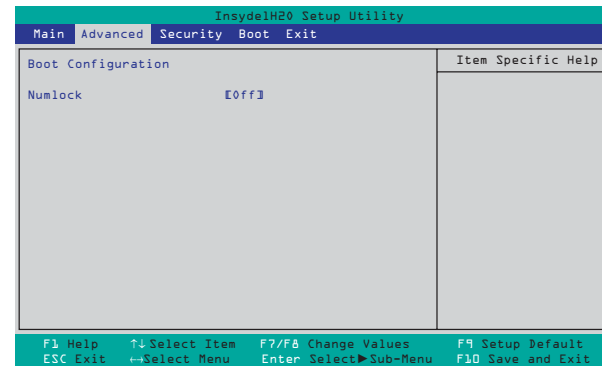 InsydelH20 Setup Utility
Main Advanced Security Boot Exit
Boot Configuration
Item Specific Help
Numlock [Off]
F1 Help ↑↓ Select Item F7/F8 Change Values F9 Setup Default
ESC Exit ↔ Select Menu Enter Select▶Sub-Menu F10 Save and Exit